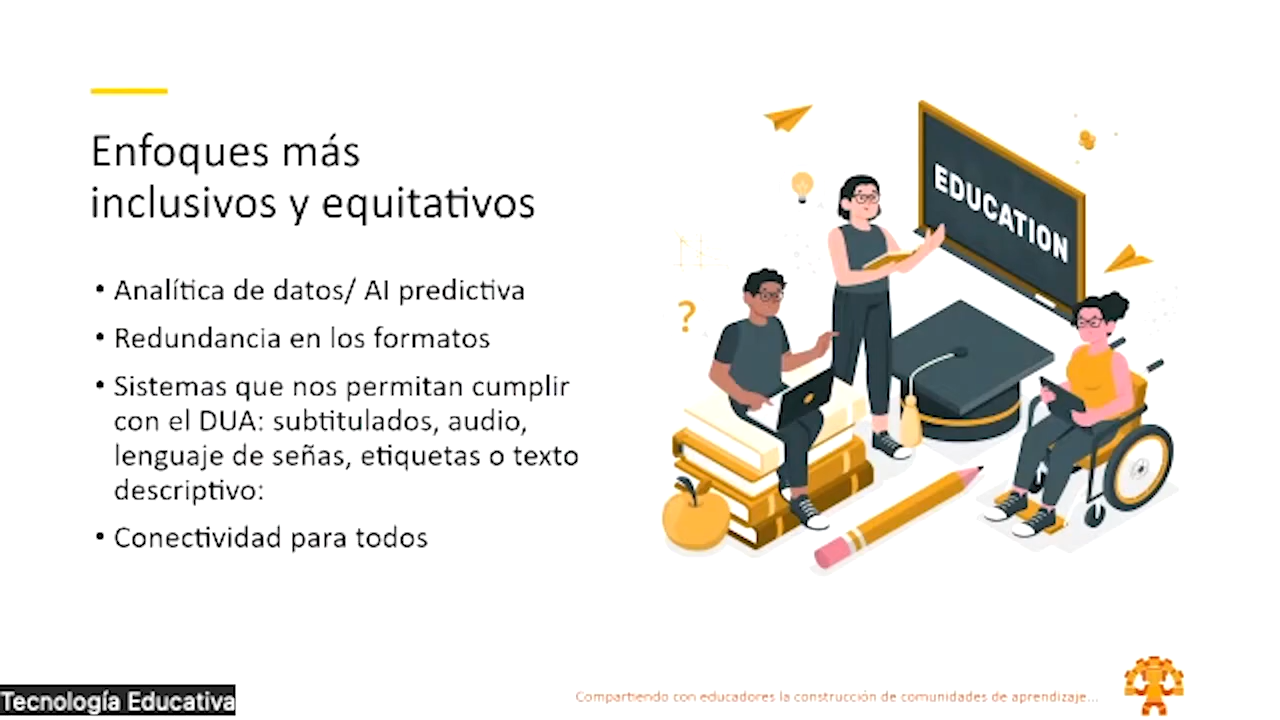 Enfoques más
inclusivos y equitativos
• Analítica de datos/ AI predictiva
• Redundancia en los formatos
• Sistemas que nos permitan cumplir
con el DUA: subtitulados, audio,
lenguaje de señas, etiquetas o texto
descriptivo:
• Conectividad para todos
EDUCATION
?
Tecnología Educativa
Compartiendo con educadores la construcción de comunidades de aprendizaje...